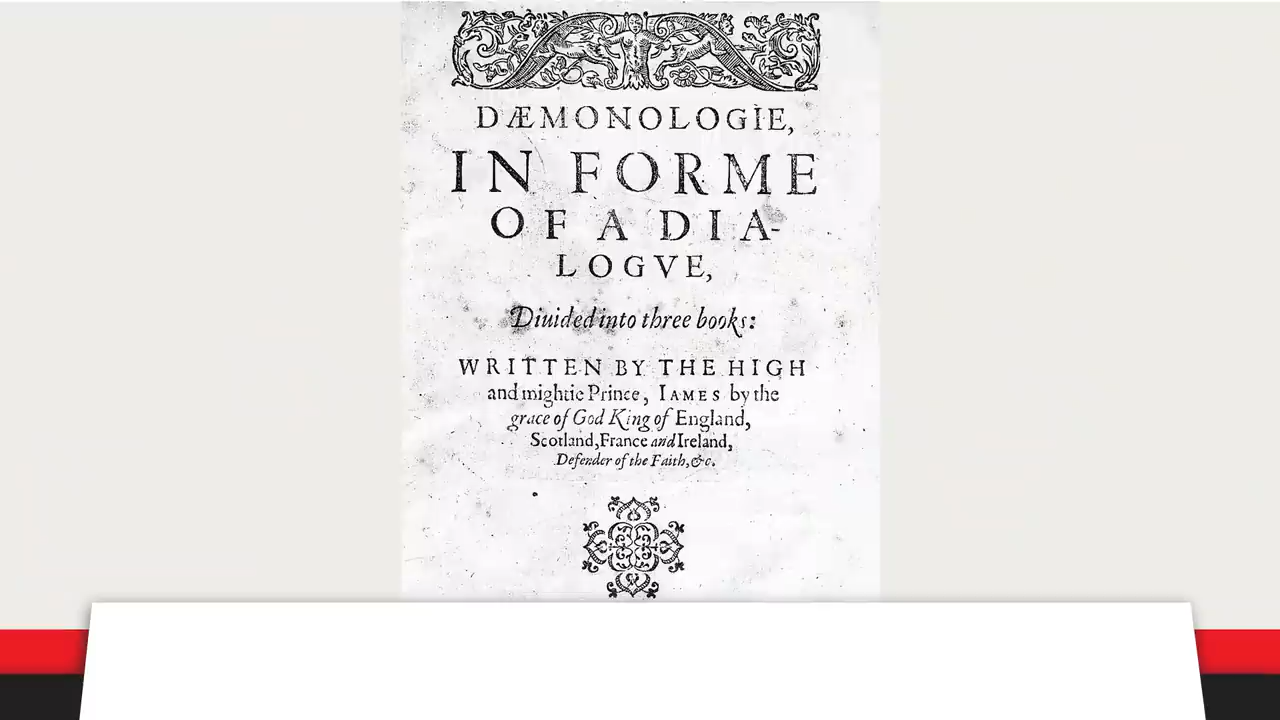 DÆMONOLOGIE,
IN FORME
OF A DIA-
LOGVE,
Diuided into three books:
WRITTEN BY THE HIGH
and mightie Prince, IAMES by the
grace of God King of England,
Scotland, France and Ireland,
Defender of the Faith, &c.